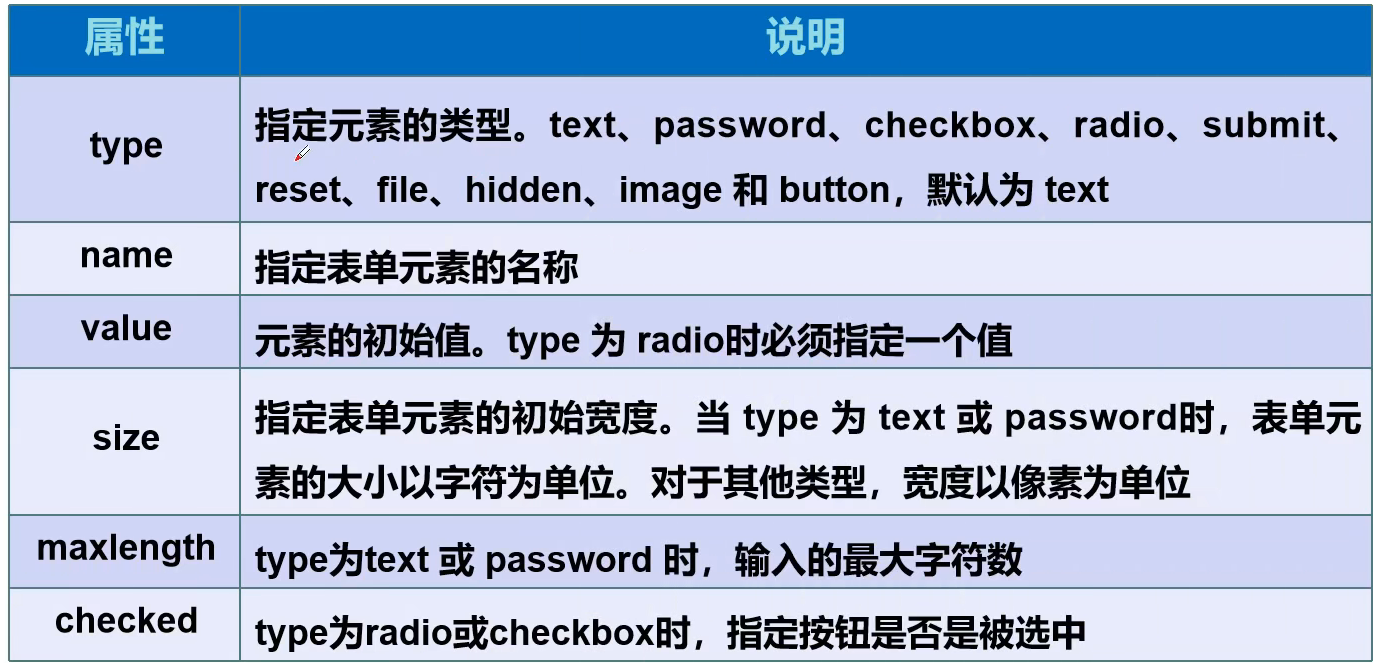 属性 说明
type
指定元素的类型。text、password、checkbox、radio、submit、
reset、file、hidden、image 和 button，默认为 text
name 指定表单元素的名称
value 元素的初始值。type 为 radio时必须指定一个值
size
指定表单元素的初始宽度。当 type 为 text 或 password时，表单元
素的大小以字符为单位。对于其他类型，宽度以像素为单位
maxlength type为text 或 password 时，输入的最大字符数
checked type为radio或checkbox时，指定按钮是否是被选中